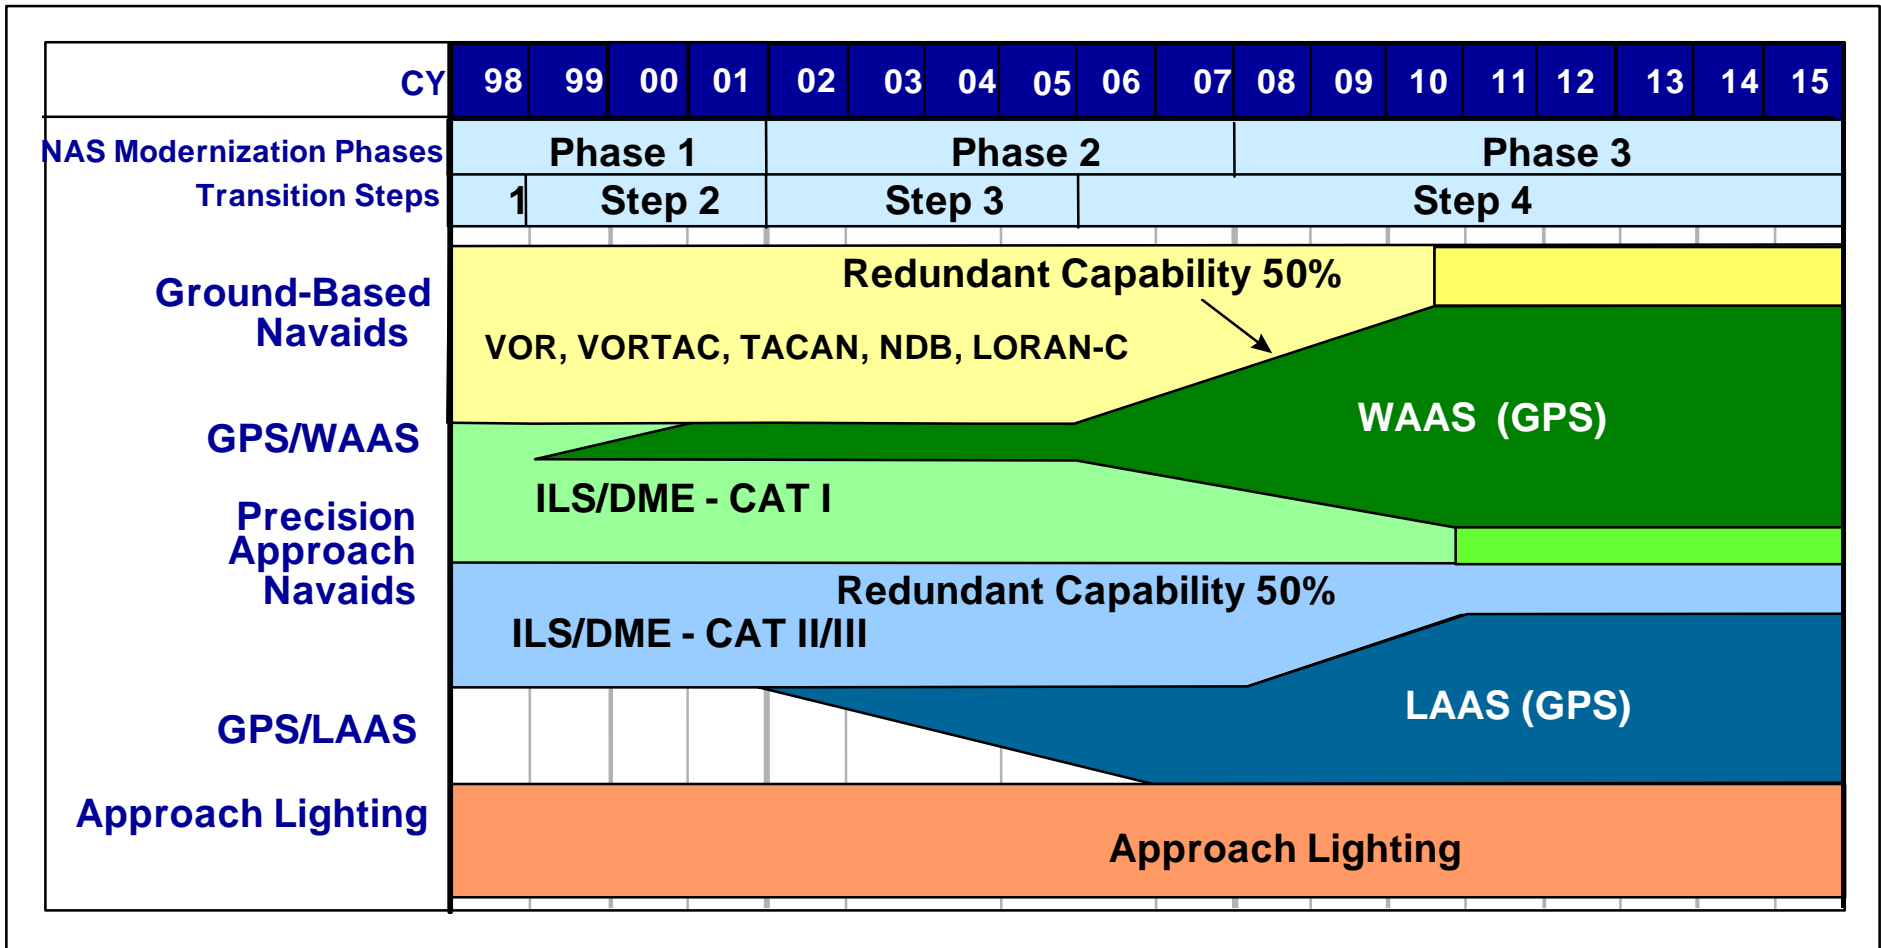 CY 98 99 00 01 02 03 04 05 06 07 08 09 10 11 12 13 14 15
NAS Modernization Phases Phase 1 Phase 2 Phase 3
Transition Steps 1 Step 2 Step 3 Step 4
Ground-Based
Navaids
Redundant Capability 50%
VOR, VORTAC, TACAN, NDB, LORAN-C
WAAS (GPS)
GPS/WAAS
ILS/DME - CAT I
Precision
Approach
Navaids
Redundant Capability 50%
ILS/DME - CAT II/III
LAAS (GPS)
GPS/LAAS
Approach Lighting
Approach Lighting